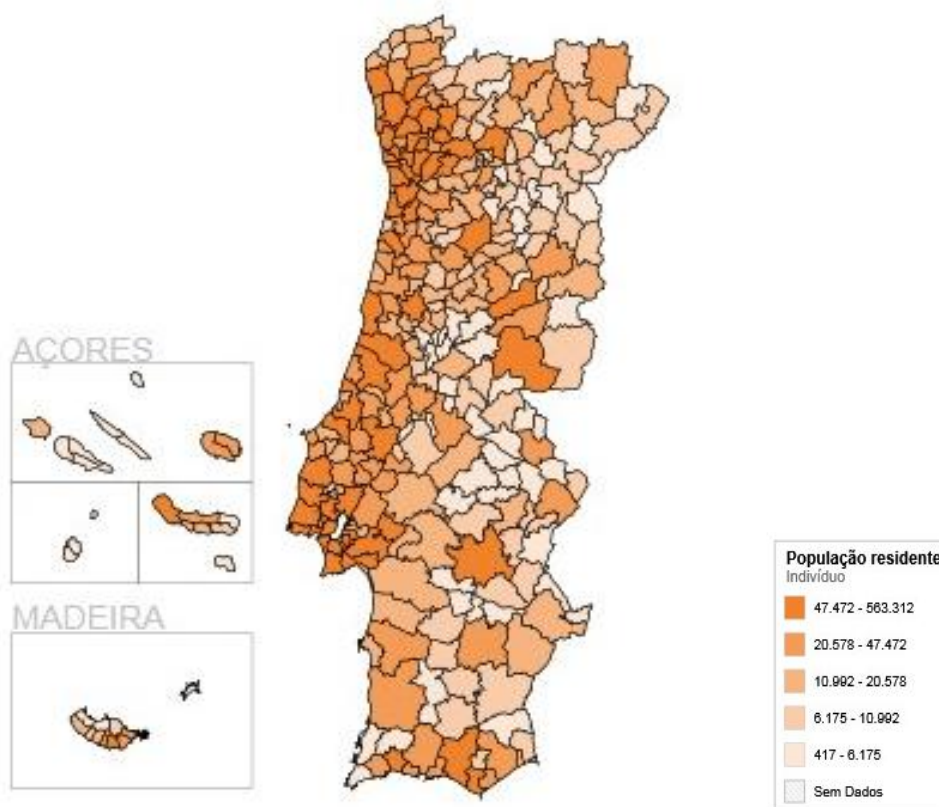 AÇORES
MADEIRA
População residente
Indivíduo
47.472 - 563.312
20.578 - 47.472
10.992 - 20.578
6.175 - 10.992
417 - 6.175
Sem Dados